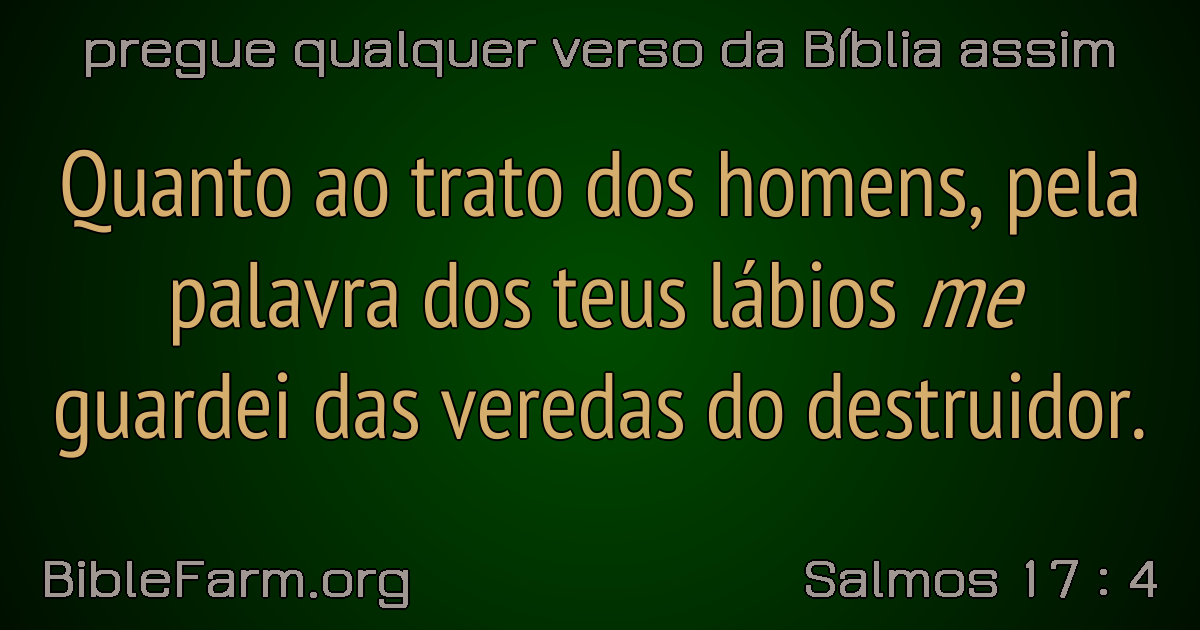 pregue qualquer verso da Bíblia assim
Quanto ao trato dos homens, pela
palavra dos teus lábios me
guardei das veredas do destruidor.
BibleFarm.org
Salmos 17 : 4